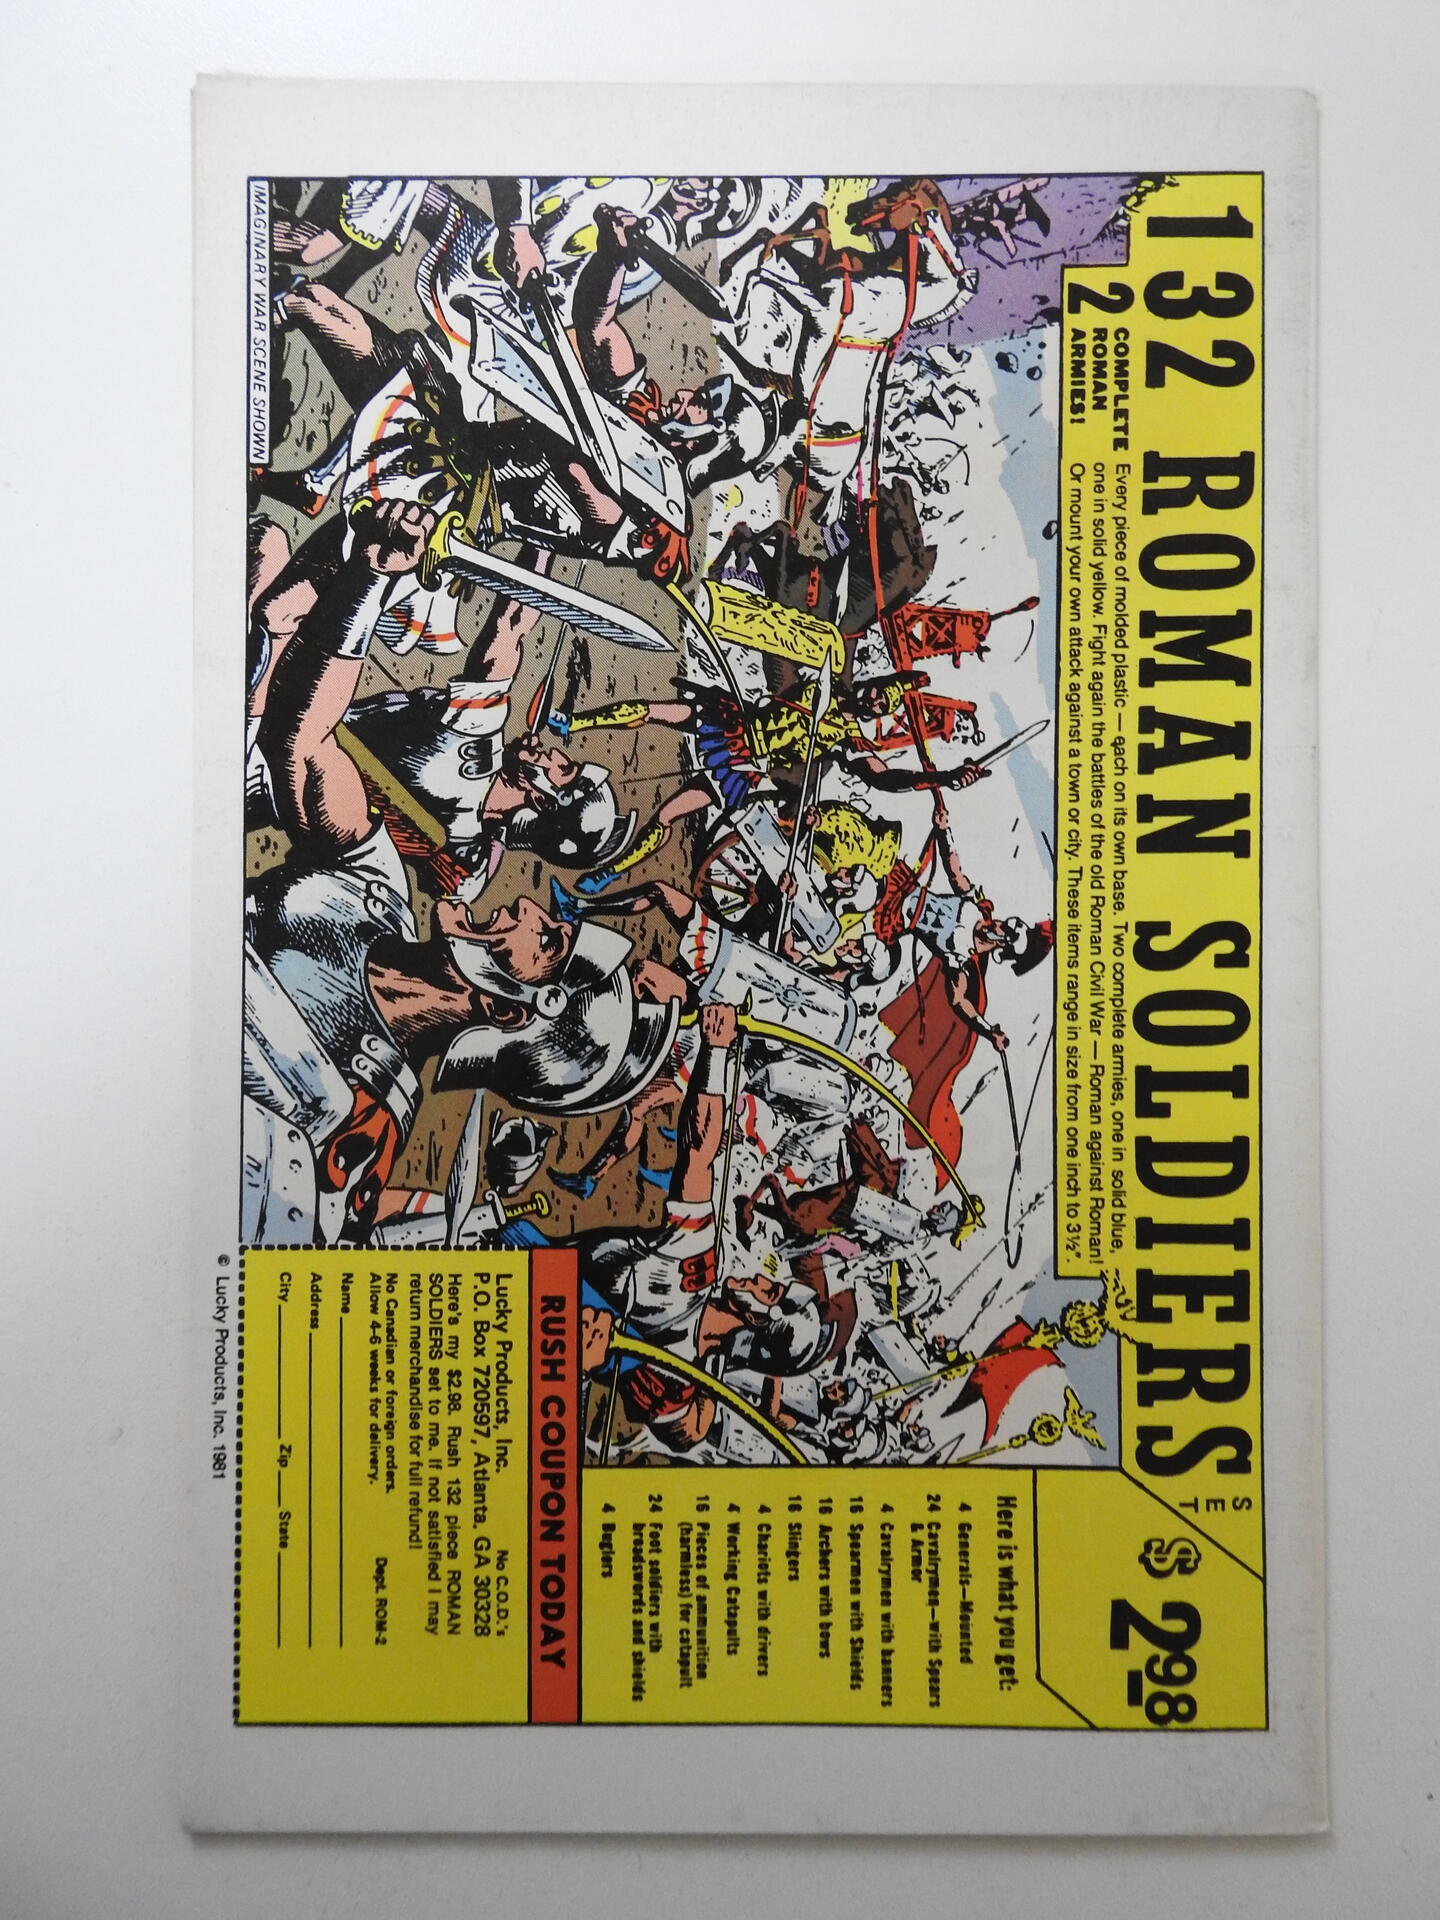 132 ROMAN SOLDIERS SET $2.98
2 COMPLETE ROMAN ARMIES!
Every piece of molded plastic — each on its own base. Two complete armies, one in solid blue,
one in solid yellow. Fight again the battles of the old Roman Civil War — Roman against Roman!
Or mount your own attack against a town or city. These items range in size from one inch to 3½".
Here is what you get:
4 Generals—Mounted
24 Cavalrymen—with Spears
& Armor
4 Cavalrymen with banners
16 Spearmen with Shields
16 Archers with bows
16 Slingers
4 Chariots with drivers
4 Working Catapults
16 Pieces of ammunition
(harmless) for catapult
24 Foot soldiers with
broadswords and shields
4 Buglers
IMAGINARY WAR SCENE SHOWN
RUSH COUPON TODAY
Lucky Products, Inc. No C.O.D.'s
P.O. Box 720597, Atlanta, GA 30328
Here's my $2.98. Rush 132 piece ROMAN
SOLDIERS set to me. If not satisfied I may
return merchandise for full refund!
No Canadian or foreign orders.
Allow 4-6 weeks for delivery. Dept. ROM-2
Name
Address
City Zip State
© Lucky Products, Inc. 1981